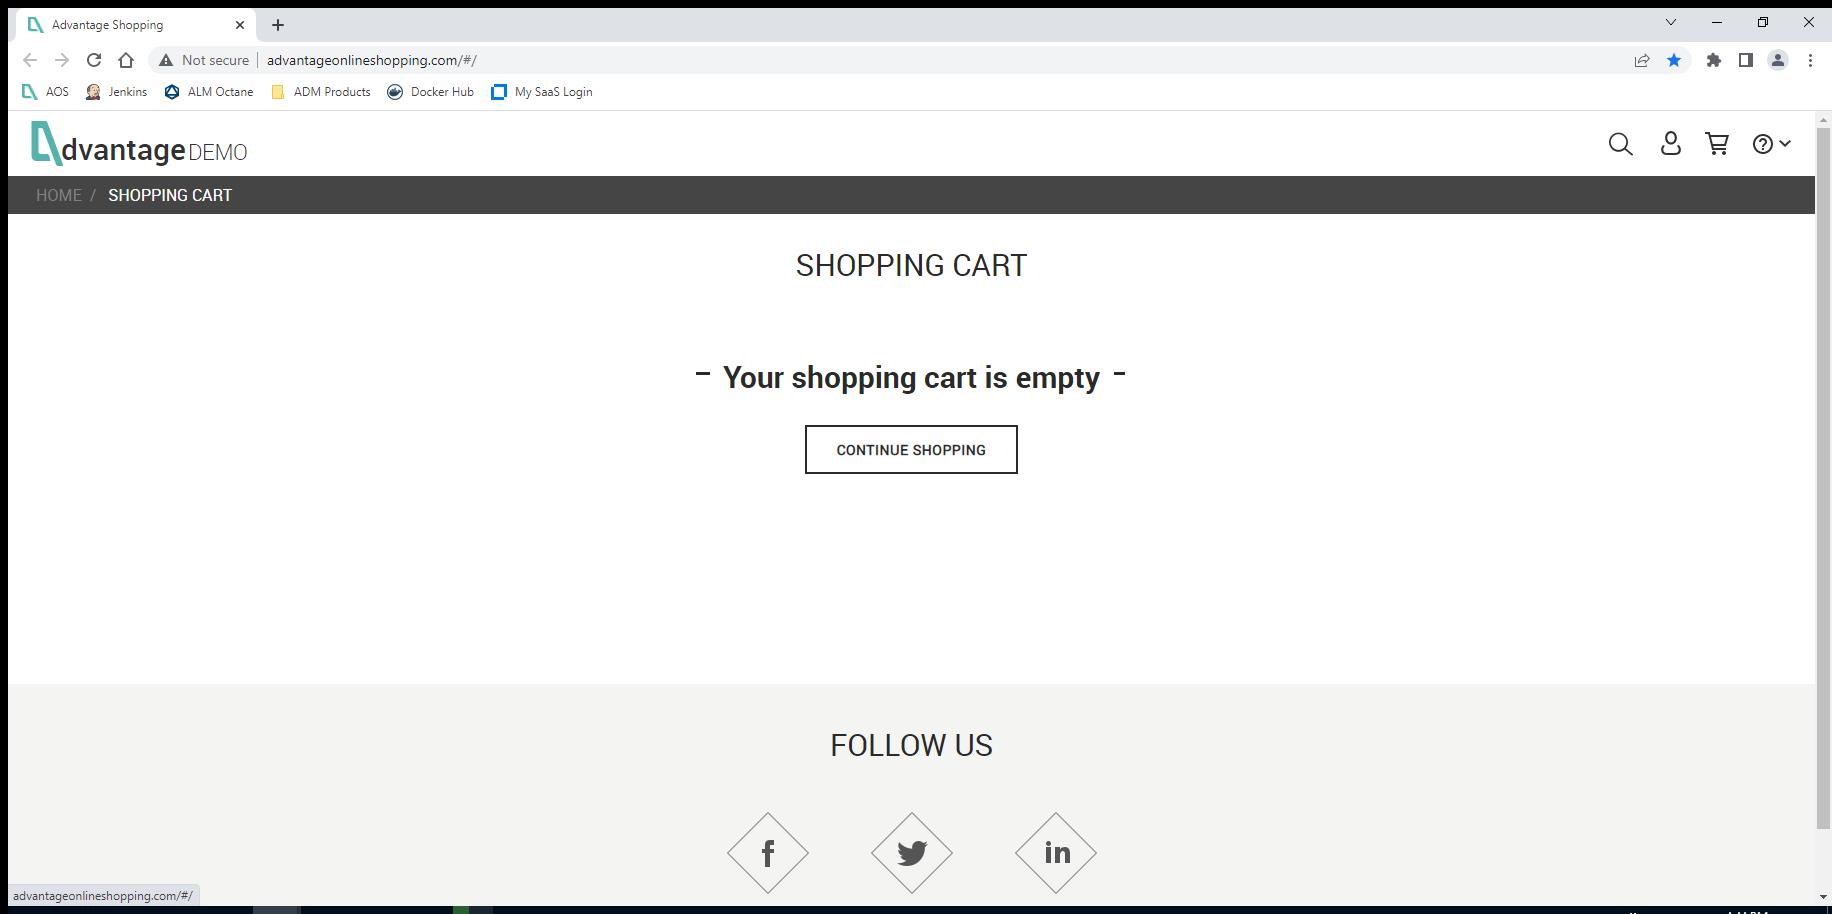 Advantage Shopping
Not secure advantageonlineshopping.com/#/
AOS Jenkins ALM Octane ADM Products Docker Hub My SaaS Login
dvantage DEMO
HOME / SHOPPING CART
SHOPPING CART
- Your shopping cart is empty -
CONTINUE SHOPPING
FOLLOW US
f in
advantageonlineshopping.com/#/